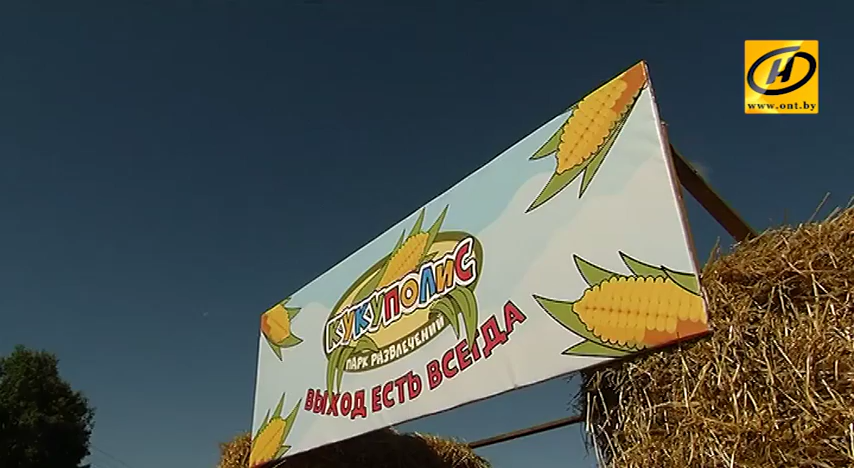 КУКУПОЛИС
ПАРК РАЗВЛЕЧЕНИЙ
ВЫХОД ЕСТЬ ВСЕГДА
www.ont.by